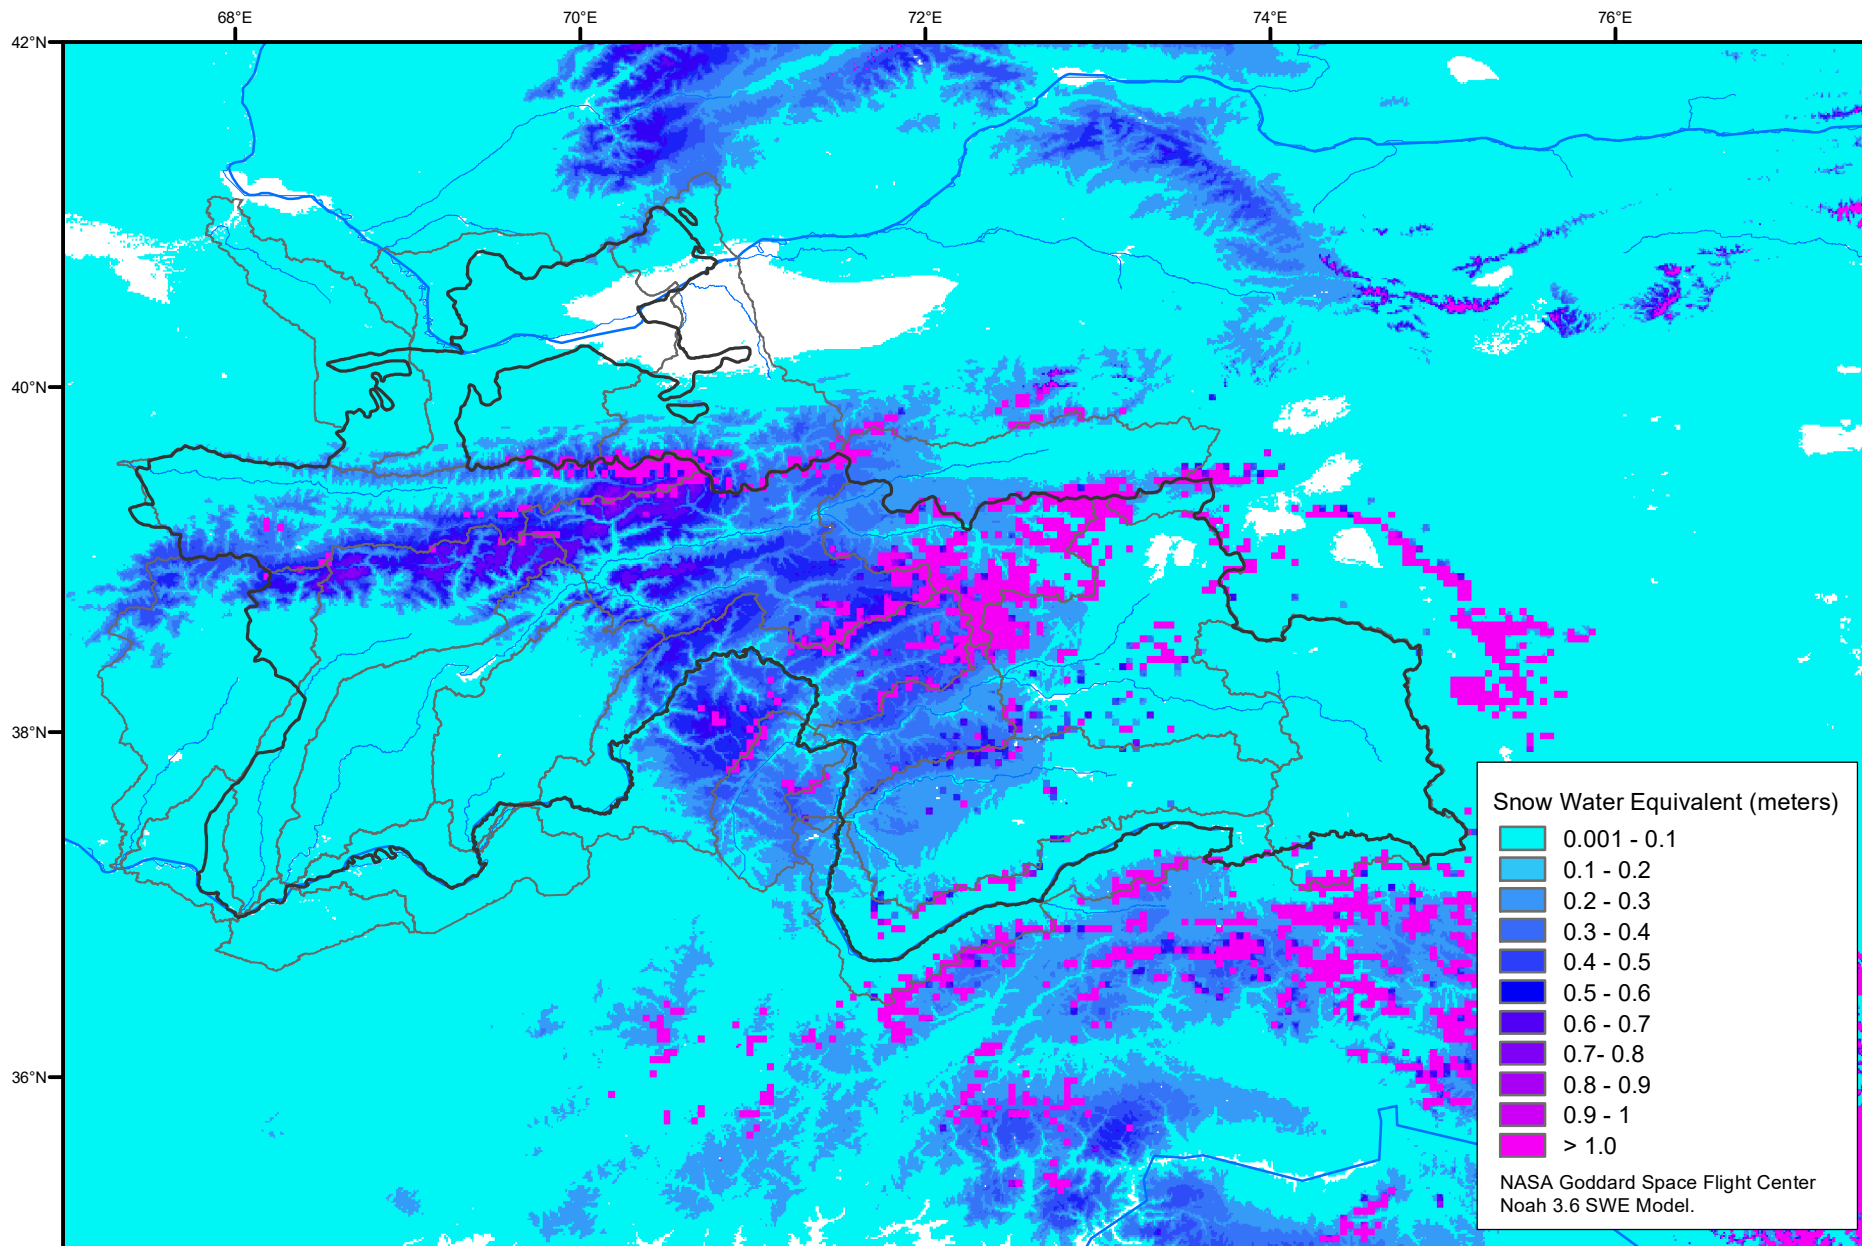 68°E 70°E 72°E 74°E 76°E
42°N
40°N
38°N
36°N
Snow Water Equivalent (meters)
0.001 - 0.1
0.1 - 0.2
0.2 - 0.3
0.3 - 0.4
0.4 - 0.5
0.5 - 0.6
0.6 - 0.7
0.7- 0.8
0.8 - 0.9
0.9 - 1
> 1.0
NASA Goddard Space Flight Center
Noah 3.6 SWE Model.